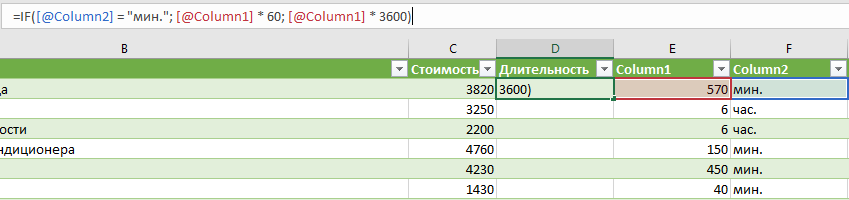 =IF([@Column2] = "мин."; [@Column1] * 60; [@Column1] * 3600)
B C D E F
Стоимость Длительность Column1 Column2
да 3820 3600) 570 мин.
3250 6 час.
ости 2200 6 час.
ндиционера 4760 150 мин.
4230 450 мин.
1430 40 мин.